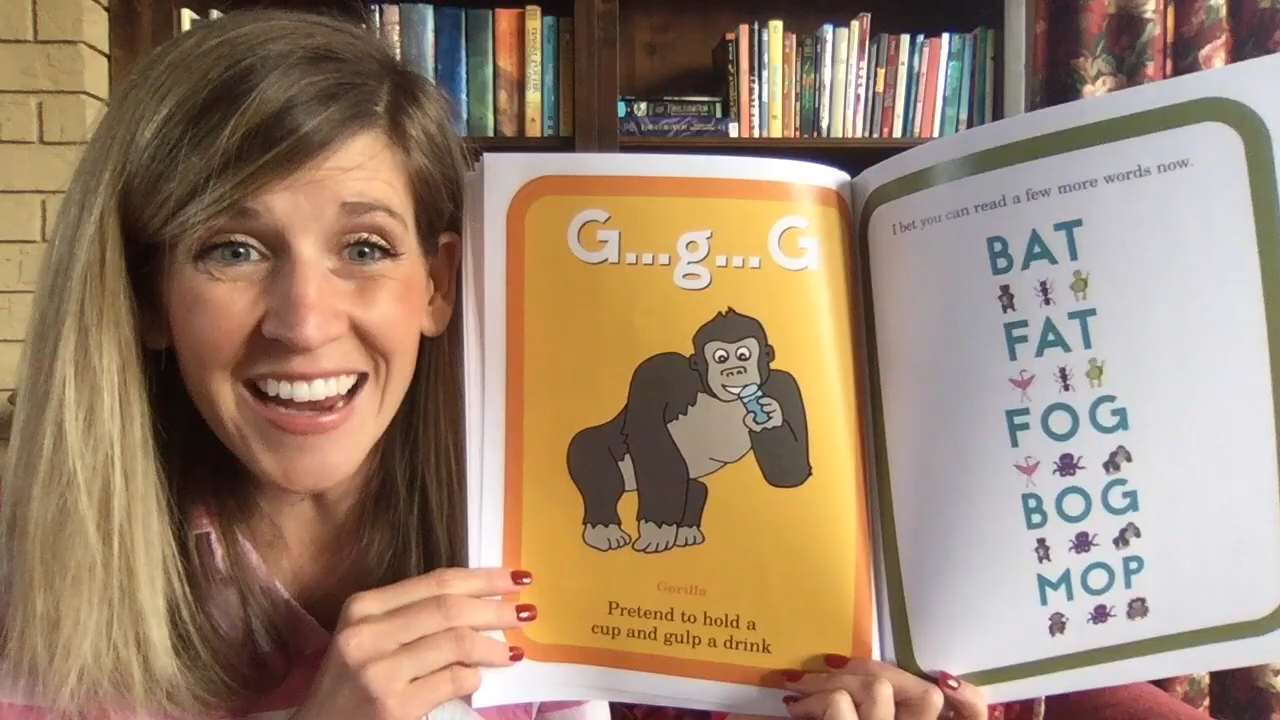 G...g...G
Gorilla
Pretend to hold a
cup and gulp a drink
I bet you can read a few more words now.
BAT
FAT
FOG
BOG
MOP